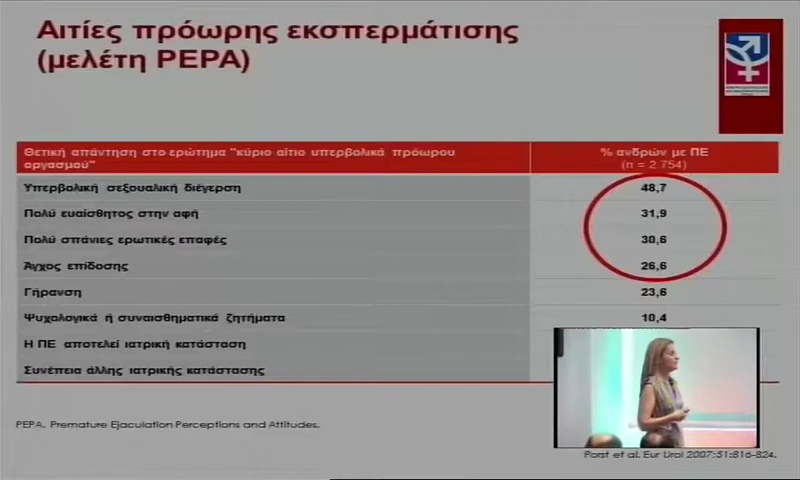 Αιτίες πρόωρης εκσπερμάτισης
(μελέτη PEPA)
Θετική απάντηση στο ερώτημα "κύριο αίτιο υπερβολικά πρόωρου
οργασμού"
% ανδρών με ΠΕ
(n = 2 754)
Υπερβολική σεξουαλική διέγερση 48,7
Πολύ ευαίσθητος στην αφή 31,9
Πολύ σπάνιες ερωτικές επαφές 30,6
Άγχος επίδοσης 26,6
Γήρανση 23,6
Ψυχολογικά ή συναισθηματικά ζητήματα 10,4
Η ΠΕ αποτελεί ιατρική κατάσταση
Συνέπεια άλλης ιατρικής κατάστασης
PEPA, Premature Ejaculation Perceptions and Attitudes.
Porst et al. Eur Urol 2007:51:816-824.